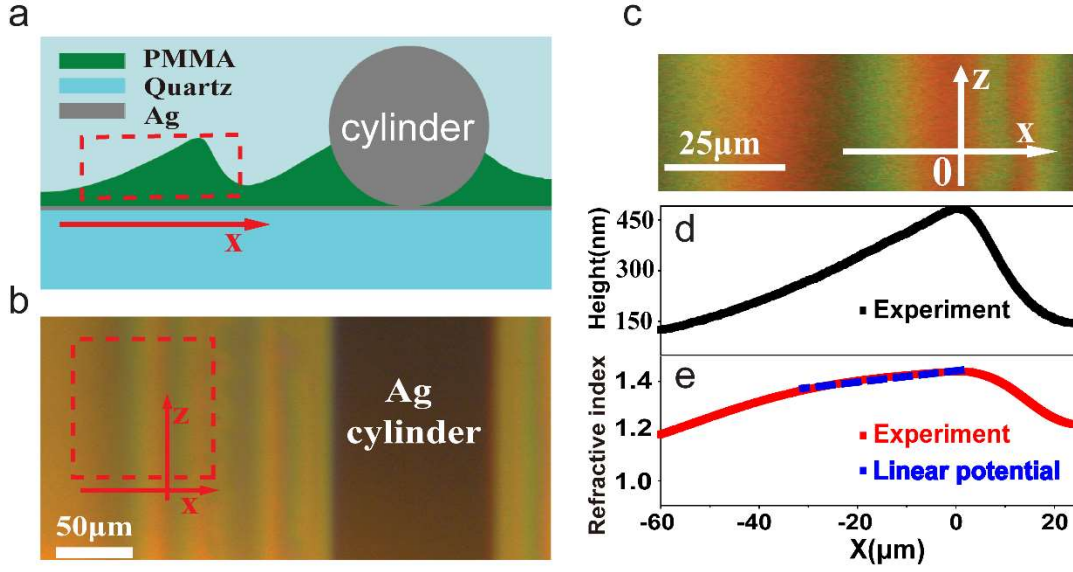 a
PMMA
Quartz
Ag
cylinder
x
b
Ag
cylinder
z
x
50μm
c
z
x
25μm
0
d
Height(nm)
450
300
150
Experiment
e
Refractive index
1.4
1.2
1.0
Experiment
Linear potential
-60
-40
-20
0
20
X(μm)